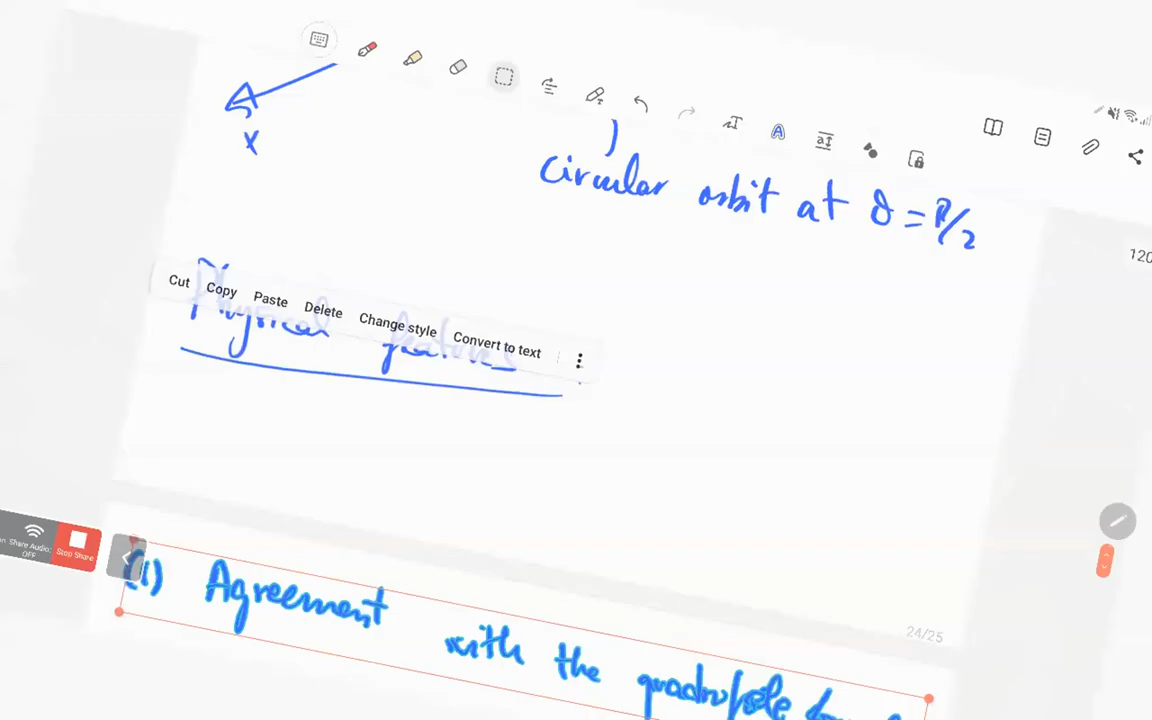 x
circular orbit at θ = π/2
120
Cut Copy Paste Delete Change style Convert to text
Physical features
Share Audio: OFF
Stop Share
24/25
(1) Agreement with the quadrupole